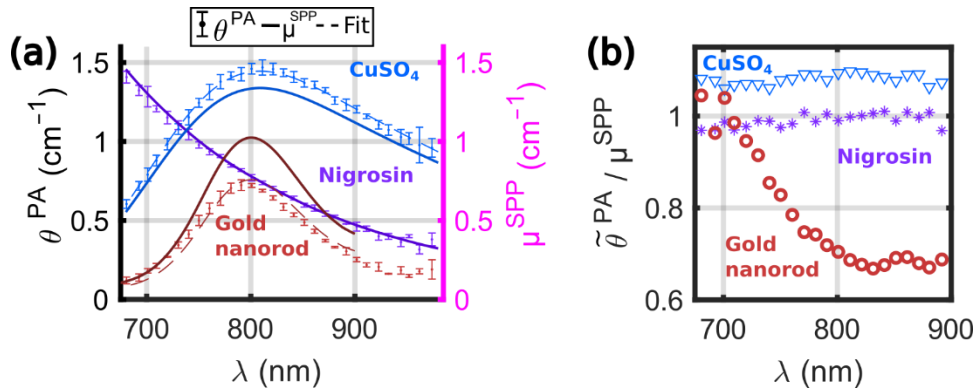 (a)
θ^PA — μ^SPP -- Fit
1.5
1
0.5
0
θ^PA (cm⁻¹)
CuSO₄
Nigrosin
Gold
nanorod
1.5
1
0.5
0
μ^SPP (cm⁻¹)
700 800 900
λ (nm)
(b)
CuSO₄
1
0.8
0.6
θ̃^PA / μ^SPP
Nigrosin
Gold
nanorod
700 800 900
λ (nm)